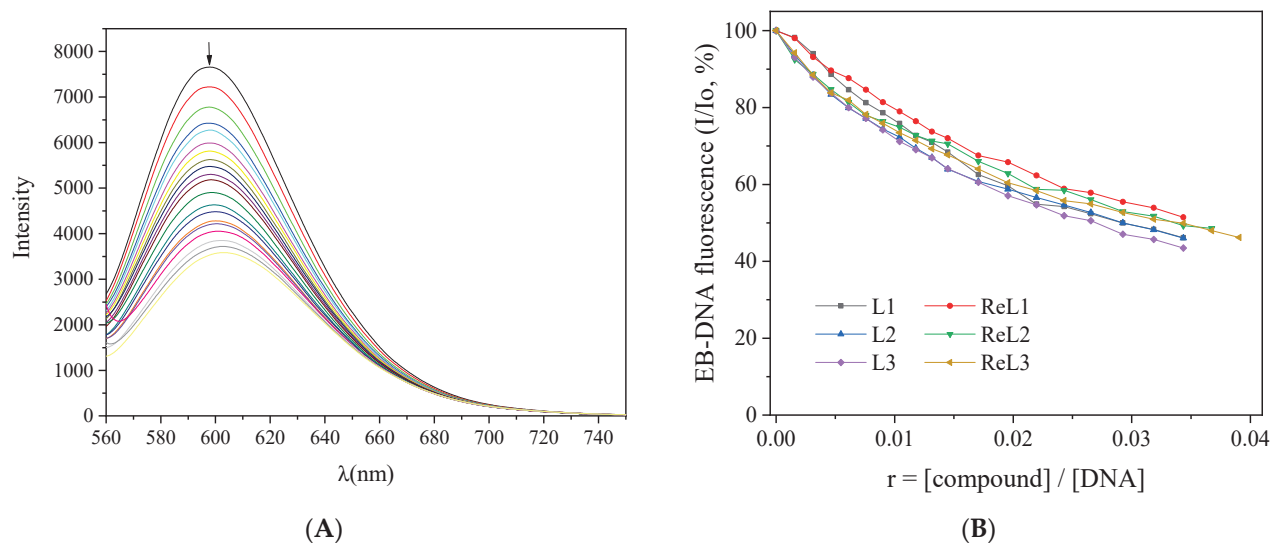 8000
7000
6000
5000
4000
3000
2000
1000
0
560 580 600 620 640 660 680 700 720 740
Intensity
λ(nm)
(A)
100
80
60
40
20
0
0.00 0.01 0.02 0.03 0.04
EB-DNA fluorescence (I/Io, %)
L1 ReL1
L2 ReL2
L3 ReL3
r = [compound] / [DNA]
(B)